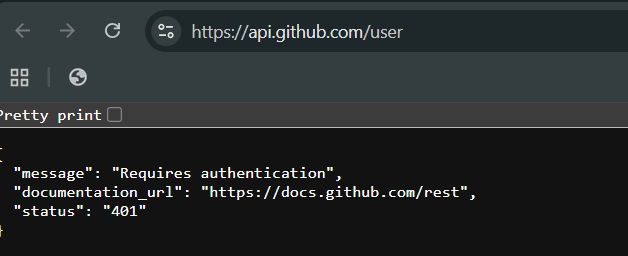 https://api.github.com/user
Pretty print
{
"message": "Requires authentication",
"documentation_url": "https://docs.github.com/rest",
"status": "401"
}